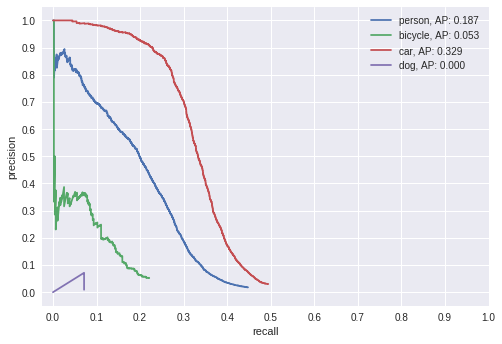 1.0
0.9
0.8
0.7
0.6
0.5
0.4
0.3
0.2
0.1
0.0
precision
person, AP: 0.187
bicycle, AP: 0.053
car, AP: 0.329
dog, AP: 0.000
0.0 0.1 0.2 0.3 0.4 0.5 0.6 0.7 0.8 0.9 1.0
recall